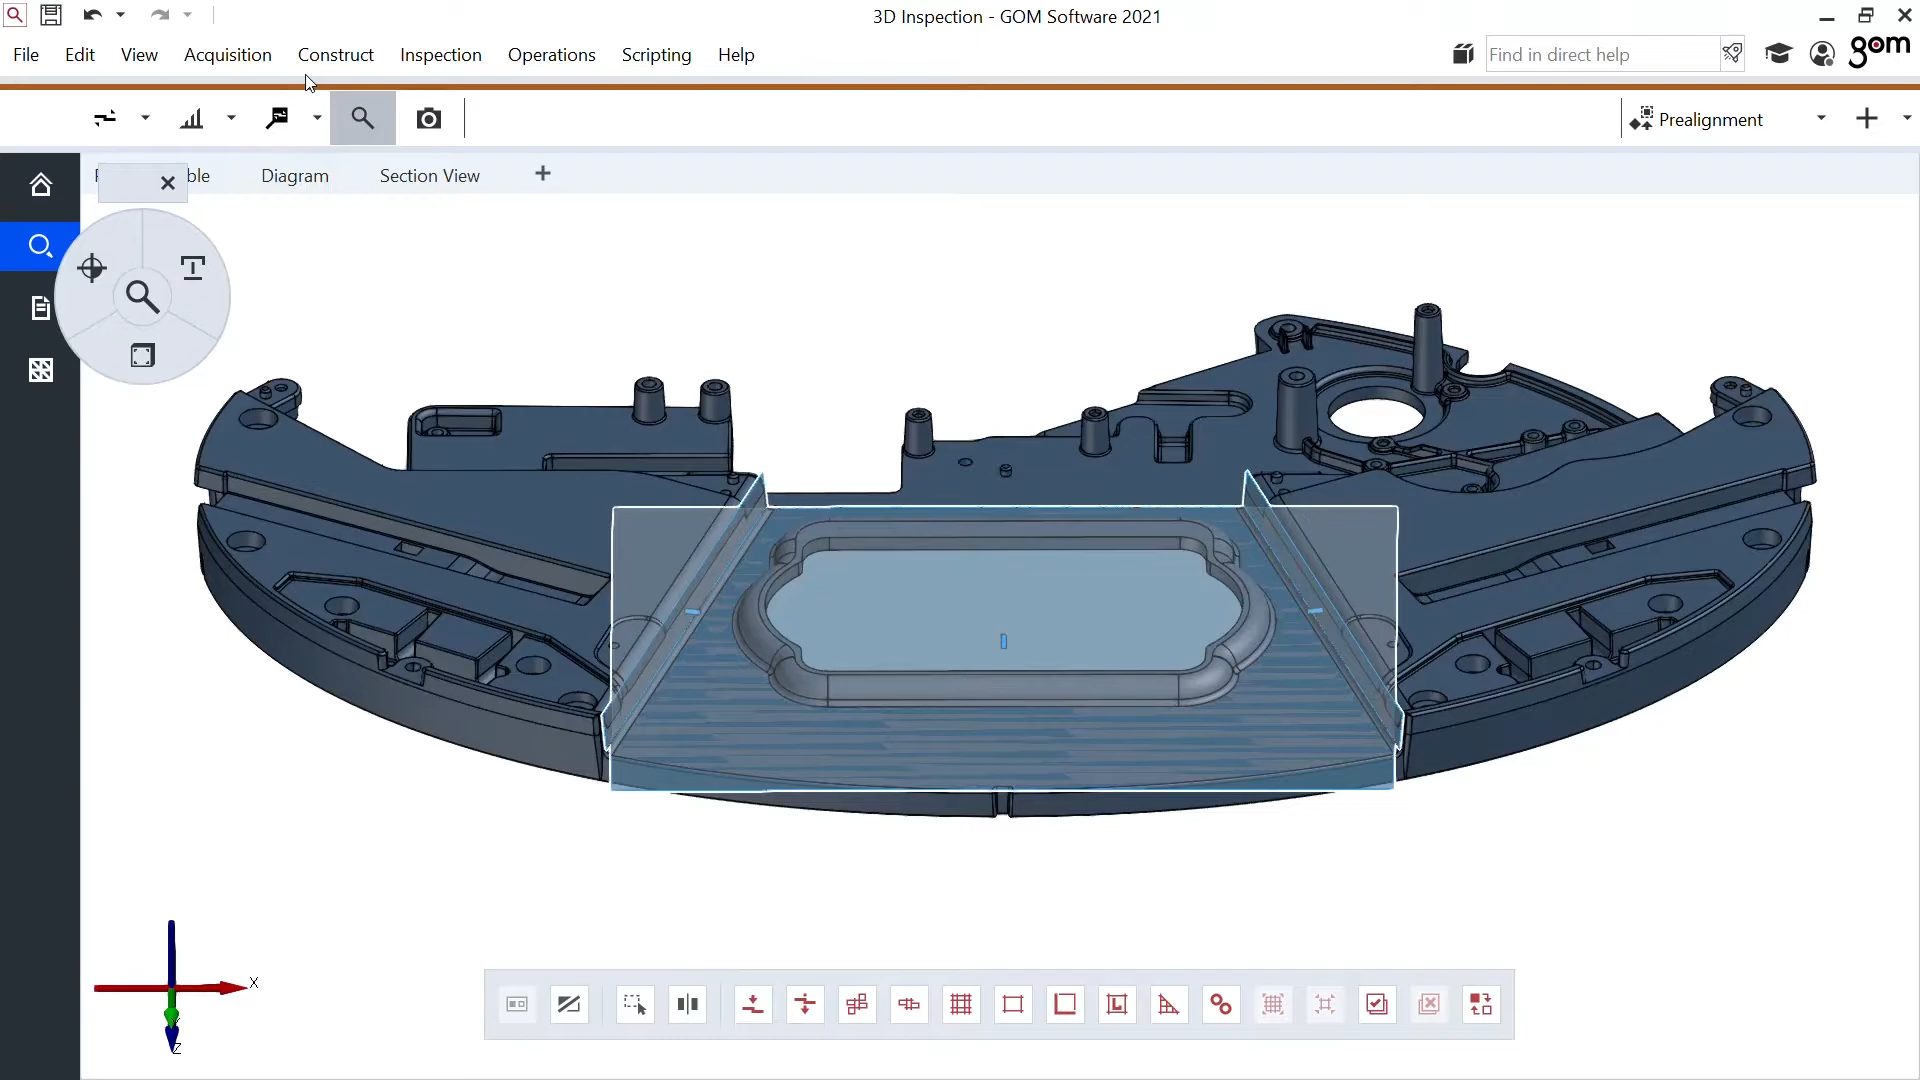 3D Inspection - GOM Software 2021
File Edit View Acquisition Construct Inspection Operations Scripting Help
Find in direct help
gom
Prealignment
Diagram Section View
X
Z